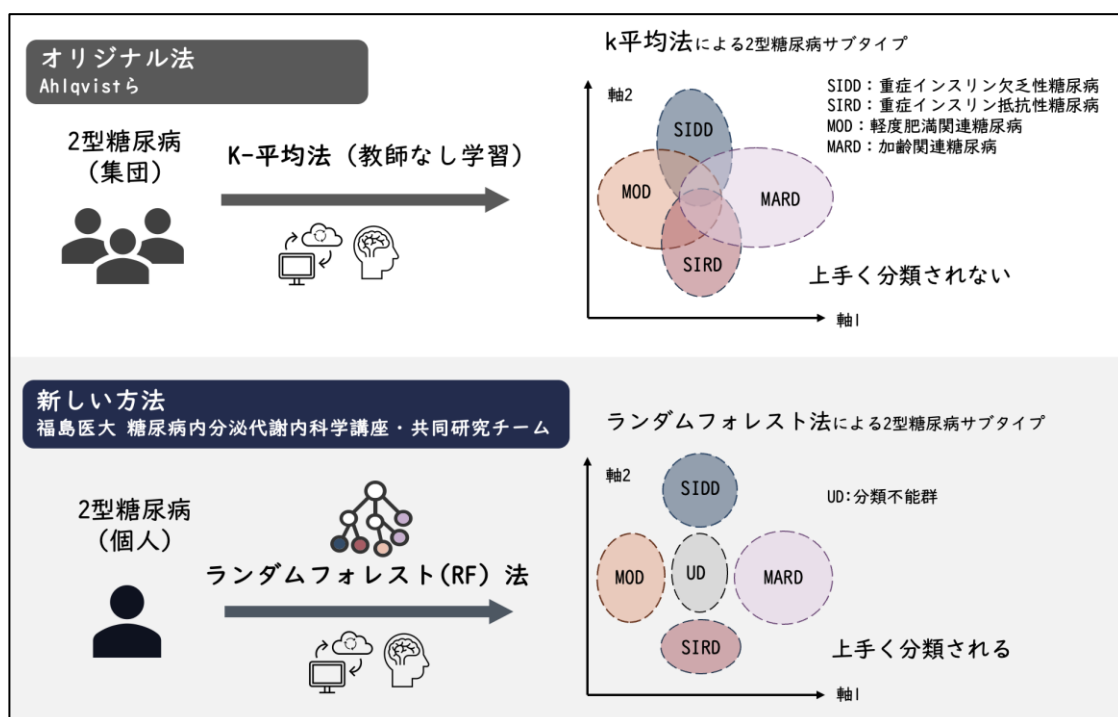 オリジナル法
Ahlqvistら
2型糖尿病
(集団)
K-平均法 (教師なし学習)
k平均法による2型糖尿病サブタイプ
軸2
SIDD
MOD
MARD
SIRD
軸1
SIDD:重症インスリン欠乏性糖尿病
SIRD:重症インスリン抵抗性糖尿病
MOD:軽度肥満関連糖尿病
MARD:加齢関連糖尿病
上手く分類されない
新しい方法
福島医大 糖尿病内分泌代謝内科学講座・共同研究チーム
2型糖尿病
(個人)
ランダムフォレスト(RF) 法
ランダムフォレスト法による2型糖尿病サブタイプ
軸2
SIDD
MOD
UD
MARD
SIRD
軸1
UD:分類不能群
上手く分類される